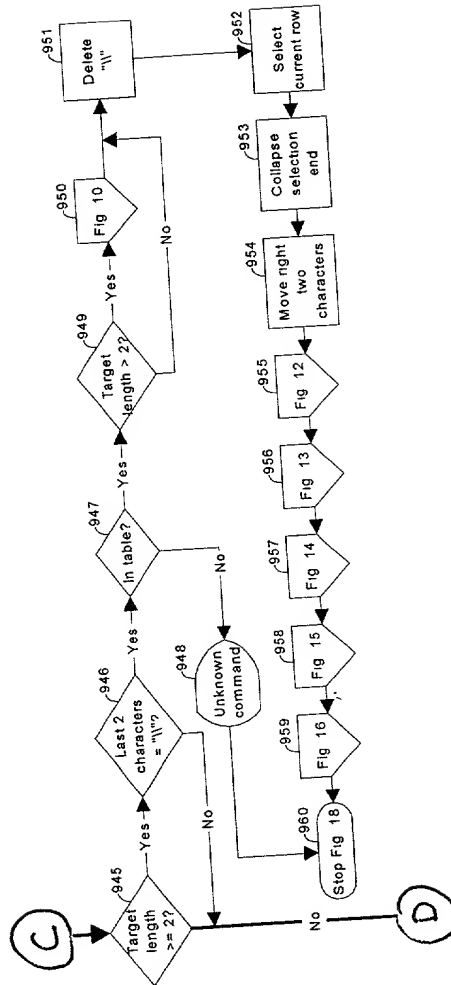 C
945
Target
length
>= 2?
Yes
No
D
946
Last 2
characters
= "\\"?
Yes
No
947
In table?
Yes
No
948
Unknown
command
949
Target
length > 2?
Yes
No
950
Fig 10
951
Delete
"\\"
952
Select
current row
953
Collapse
selection
end
954
Move right
two
characters
955
Fig 12
956
Fig 13
957
Fig 14
958
Fig 15
959
Fig 16
960
Stop Fig 18